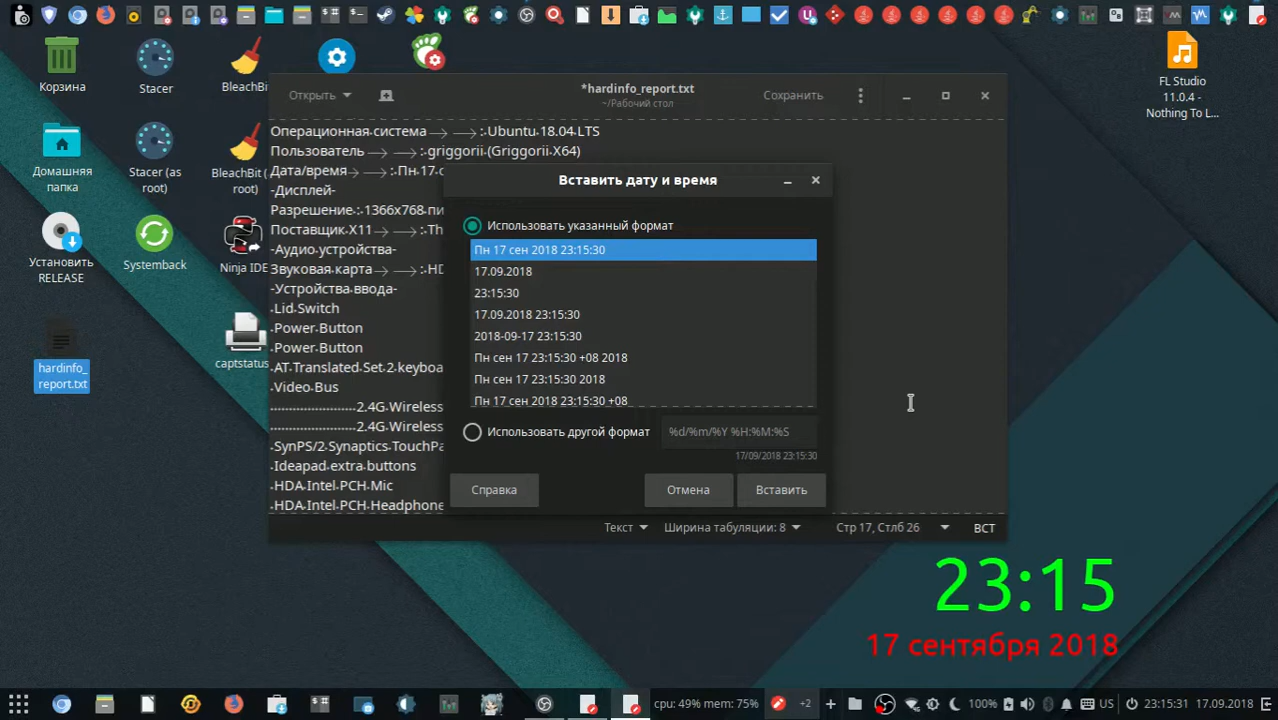 Корзина
Stacer
BleachBi
Домашняя
папка
Stacer (as
root)
BleachBit (
root)
Установить
RELEASE
Systemback
Ninja IDE
hardinfo_
report.txt
captstatus
FL Studio
11.0.4 -
Nothing To L...
Открыть
*hardinfo_report.txt
~/Рабочий стол
Сохранить
Операционная система : Ubuntu 18.04 LTS
Пользователь : griggorii (Griggorii X64)
Дата/время : Пн 17 с
-Дисплей-
Разрешение : 1366x768 пи
Поставщик X11 : Th
-Аудио устройства-
Звуковая карта : HD
-Устройства ввода-
Lid Switch
Power Button
Power Button
AT Translated Set 2 keyboa
Video Bus
2.4G Wireless
2.4G Wireless
SynPS/2 Synaptics TouchPa
Ideapad extra buttons
HDA Intel PCH Mic
HDA Intel PCH Headphone
Вставить дату и время
Использовать указанный формат
Пн 17 сен 2018 23:15:30
17.09.2018
23:15:30
17.09.2018 23:15:30
2018-09-17 23:15:30
Пн сен 17 23:15:30 +08 2018
Пн сен 17 23:15:30 2018
Пн 17 сен 2018 23:15:30 +08
Использовать другой формат
%d/%m/%Y %H:%M:%S
17/09/2018 23:15:30
Справка
Отмена
Вставить
Текст
Ширина табуляции: 8
Стр 17, Стлб 26
ВСТ
23:15
17 сентября 2018
cpu: 49% mem: 75%
+2
100%
US
23:15:31
17.09.2018